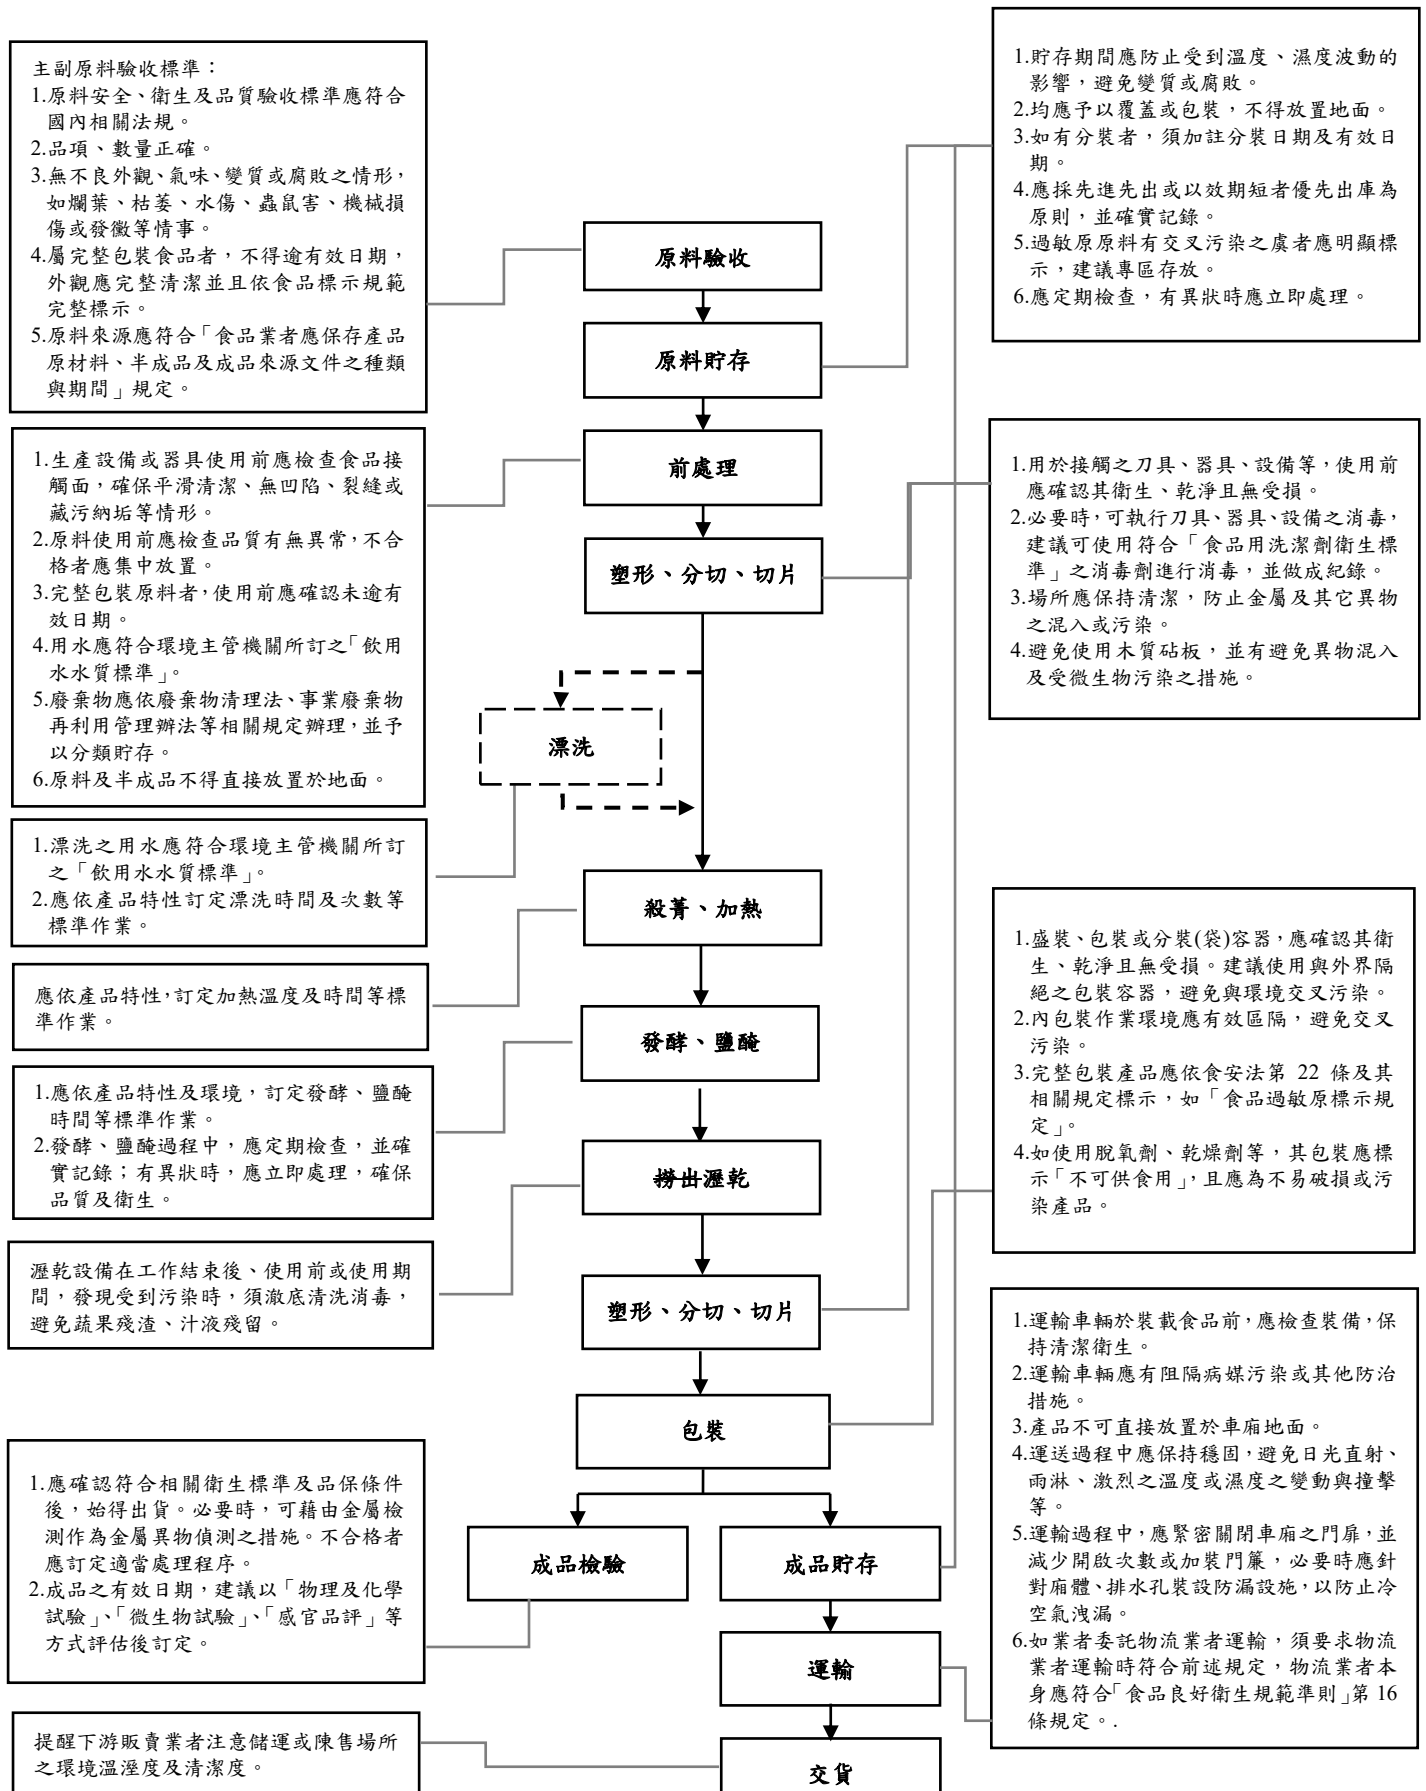 主副原料驗收標準：
1.原料安全、衛生及品質驗收標準應符合
國內相關法規。
2.品項、數量正確。
3.無不良外觀、氣味、變質或腐敗之情形，
如爛葉、枯萎、水傷、蟲鼠害、機械損
傷或發黴等情事。
4.屬完整包裝食品者，不得逾有效日期，
外觀應完整清潔並且依食品標示規範
完整標示。
5.原料來源應符合「食品業者應保存產品
原材料、半成品及成品來源文件之種類
與期間」規定。
1.生產設備或器具使用前應檢查食品接
觸面，確保平滑清潔、無凹陷、裂縫或
藏污納垢等情形。
2.原料使用前應檢查品質有無異常，不合
格者應集中放置。
3.完整包裝原料者，使用前應確認未逾有
效日期。
4.用水應符合環境主管機關所訂之「飲用
水水質標準」。
5.廢棄物應依廢棄物清理法、事業廢棄物
再利用管理辦法等相關規定辦理，並予
以分類貯存。
6.原料及半成品不得直接放置於地面。
1.漂洗之用水應符合環境主管機關所訂
之「飲用水水質標準」。
2.應依產品特性訂定漂洗時間及次數等
標準作業。
應依產品特性，訂定加熱溫度及時間等標
準作業。
1.應依產品特性及環境，訂定發酵、鹽醃
時間等標準作業。
2.發酵、鹽醃過程中，應定期檢查，並確
實記錄；有異狀時，應立即處理，確保
品質及衛生。
瀝乾設備在工作結束後、使用前或使用期
間，發現受到污染時，須澈底清洗消毒，
避免蔬果殘渣、汁液殘留。
1.應確認符合相關衛生標準及品保條件
後，始得出貨。必要時，可藉由金屬檢
測作為金屬異物偵測之措施。不合格者
應訂定適當處理程序。
2.成品之有效日期，建議以「物理及化學
試驗」、「微生物試驗」、「感官品評」等
方式評估後訂定。
提醒下游販賣業者注意儲運或陳售場所
之環境溫溼度及清潔度。
原料驗收
原料貯存
前處理
塑形、分切、切片
漂洗
殺菁、加熱
發酵、鹽醃
撈出瀝乾
塑形、分切、切片
包裝
成品檢驗
成品貯存
運輸
交貨
1.貯存期間應防止受到溫度、濕度波動的
影響，避免變質或腐敗。
2.均應予以覆蓋或包裝，不得放置地面。
3.如有分裝者，須加註分裝日期及有效日
期。
4.應採先進先出或以效期短者優先出庫為
原則，並確實記錄。
5.過敏原原料有交叉污染之虞者應明顯標
示，建議專區存放。
6.應定期檢查，有異狀時應立即處理。
1.用於接觸之刀具、器具、設備等，使用前
應確認其衛生、乾淨且無受損。
2.必要時，可執行刀具、器具、設備之消毒，
建議可使用符合「食品用洗潔劑衛生標
準」之消毒劑進行消毒，並做成紀錄。
3.場所應保持清潔，防止金屬及其它異物
之混入或污染。
4.避免使用木質砧板，並有避免異物混入
及受微生物污染之措施。
1.盛裝、包裝或分裝(袋)容器，應確認其衛
生、乾淨且無受損。建議使用與外界隔
絕之包裝容器，避免與環境交叉污染。
2.內包裝作業環境應有效區隔，避免交叉
污染。
3.完整包裝產品應依食安法第 22 條及其
相關規定標示，如「食品過敏原標示規
定」。
4.如使用脫氧劑、乾燥劑等，其包裝應標
示「不可供食用」，且應為不易破損或污
染產品。
1.運輸車輛於裝載食品前，應檢查裝備，保
持清潔衛生。
2.運輸車輛應有阻隔病媒污染或其他防治
措施。
3.產品不可直接放置於車廂地面。
4.運送過程中應保持穩固，避免日光直射、
雨淋、激烈之溫度或濕度之變動與撞擊
等。
5.運輸過程中，應緊密關閉車廂之門扉，並
減少開啟次數或加裝門簾，必要時應針
對廂體、排水孔裝設防漏設施，以防止冷
空氣洩漏。
6.如業者委託物流業者運輸，須要求物流
業者運輸時符合前述規定，物流業者本
身應符合「食品良好衛生規範準則」第 16
條規定。.